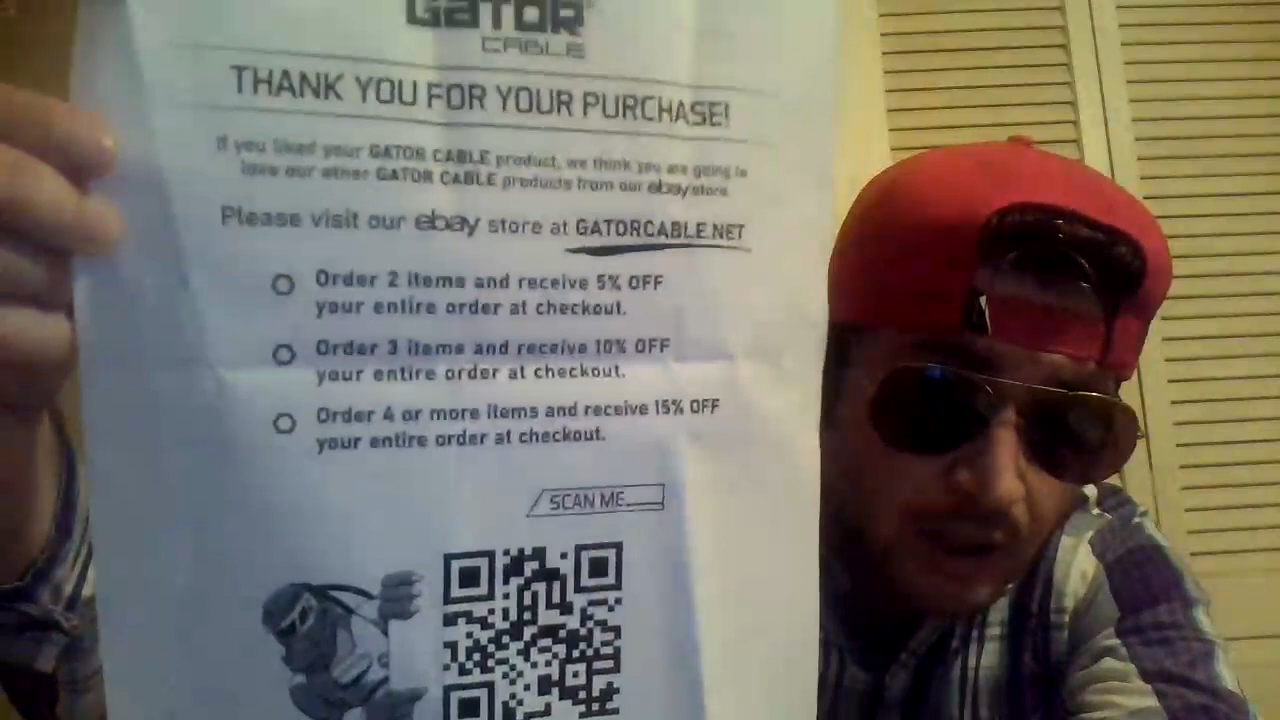 GATOR
CABLE
THANK YOU FOR YOUR PURCHASE!
If you liked your GATOR CABLE product, we think you are going to
love our other GATOR CABLE products from our ebay store.
Please visit our ebay store at GATORCABLE.NET
Order 2 items and receive 5% OFF
your entire order at checkout.
Order 3 items and receive 10% OFF
your entire order at checkout.
Order 4 or more items and receive 15% OFF
your entire order at checkout.
SCAN ME